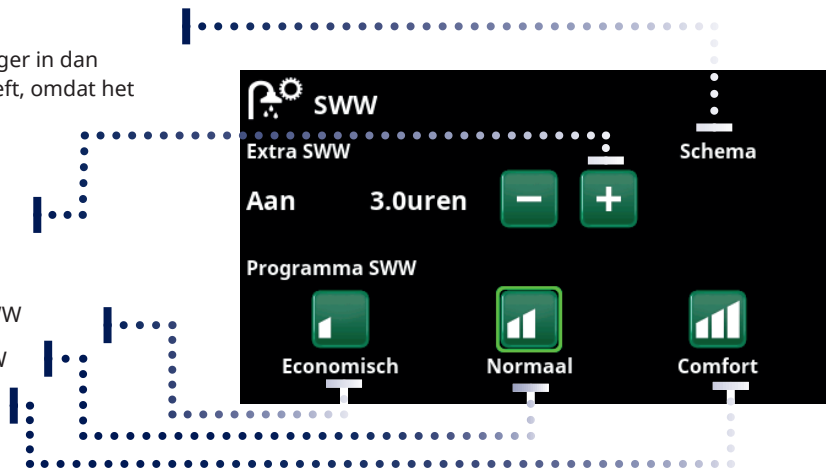 ger in dan
eft, omdat het
SWW
Extra SWW
Schema
Aan 3.0uren
Programma SWW
Economisch Normaal Comfort